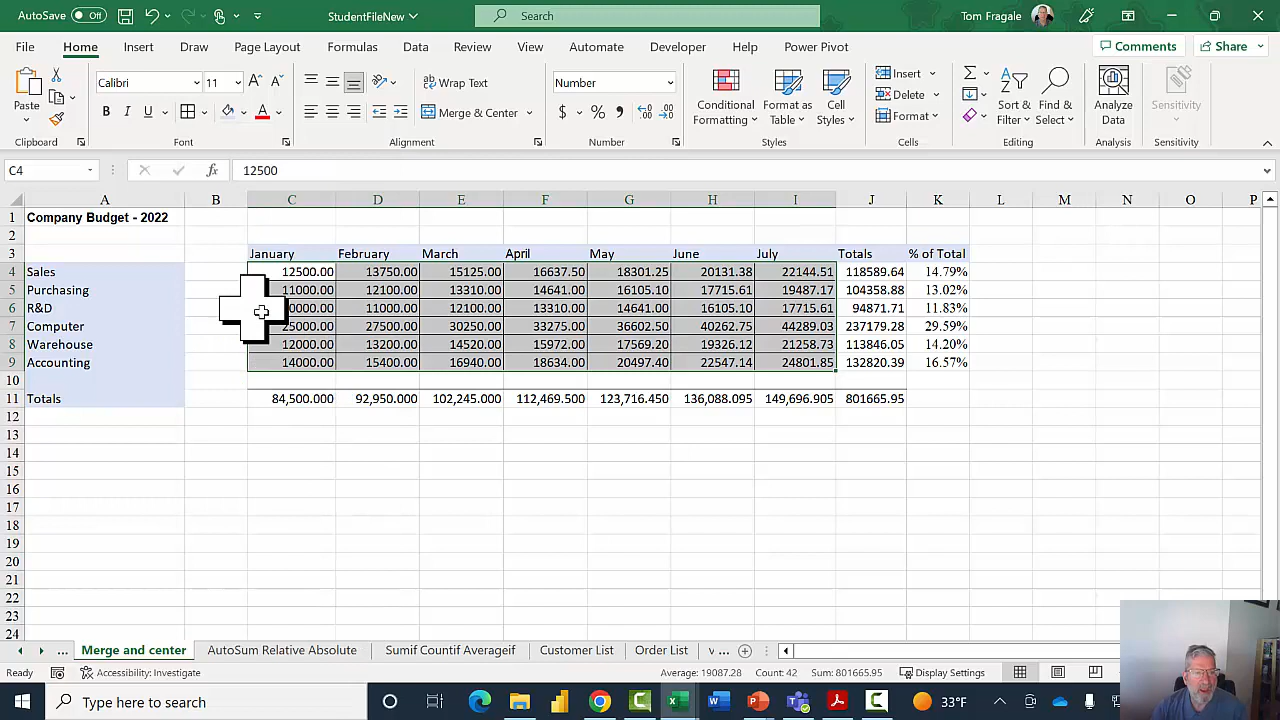 AutoSave Off StudentFileNew Search Tom Fragale
File Home Insert Draw Page Layout Formulas Data Review View Automate Developer Help Power Pivot Comments Share
Paste Calibri 11 Wrap Text Number Conditional Formatting Format as Table Cell Styles Insert Sort & Filter Find & Select Analyze Data Sensitivity
Delete
B I U A Merge & Center $ % Format
Clipboard Font Alignment Number Styles Cells Editing Analysis Sensitivity
C4 fx 12500
A B C D E F G H I J K L M N O P
1 Company Budget - 2022
2
3 January February March April May June July Totals % of Total
4 Sales 12500.00 13750.00 15125.00 16637.50 18301.25 20131.38 22144.51 118589.64 14.79%
5 Purchasing 11000.00 12100.00 13310.00 14641.00 16105.10 17715.61 19487.17 104358.88 13.02%
6 R&D 0000.00 11000.00 12100.00 13310.00 14641.00 16105.10 17715.61 94871.71 11.83%
7 Computer 25000.00 27500.00 30250.00 33275.00 36602.50 40262.75 44289.03 237179.28 29.59%
8 Warehouse 12000.00 13200.00 14520.00 15972.00 17569.20 19326.12 21258.73 113846.05 14.20%
9 Accounting 14000.00 15400.00 16940.00 18634.00 20497.40 22547.14 24801.85 132820.39 16.57%
10
11 Totals 84,500.000 92,950.000 102,245.000 112,469.500 123,716.450 136,088.095 149,696.905 801665.95
12
13
14
15
16
17
18
19
20
21
22
23
24
... Merge and center AutoSum Relative Absolute Sumif Countif Averageif Customer List Order List ...
Ready Accessibility: Investigate Average: 19087.28 Count: 42 Sum: 801665.95 Display Settings
Type here to search 33°F